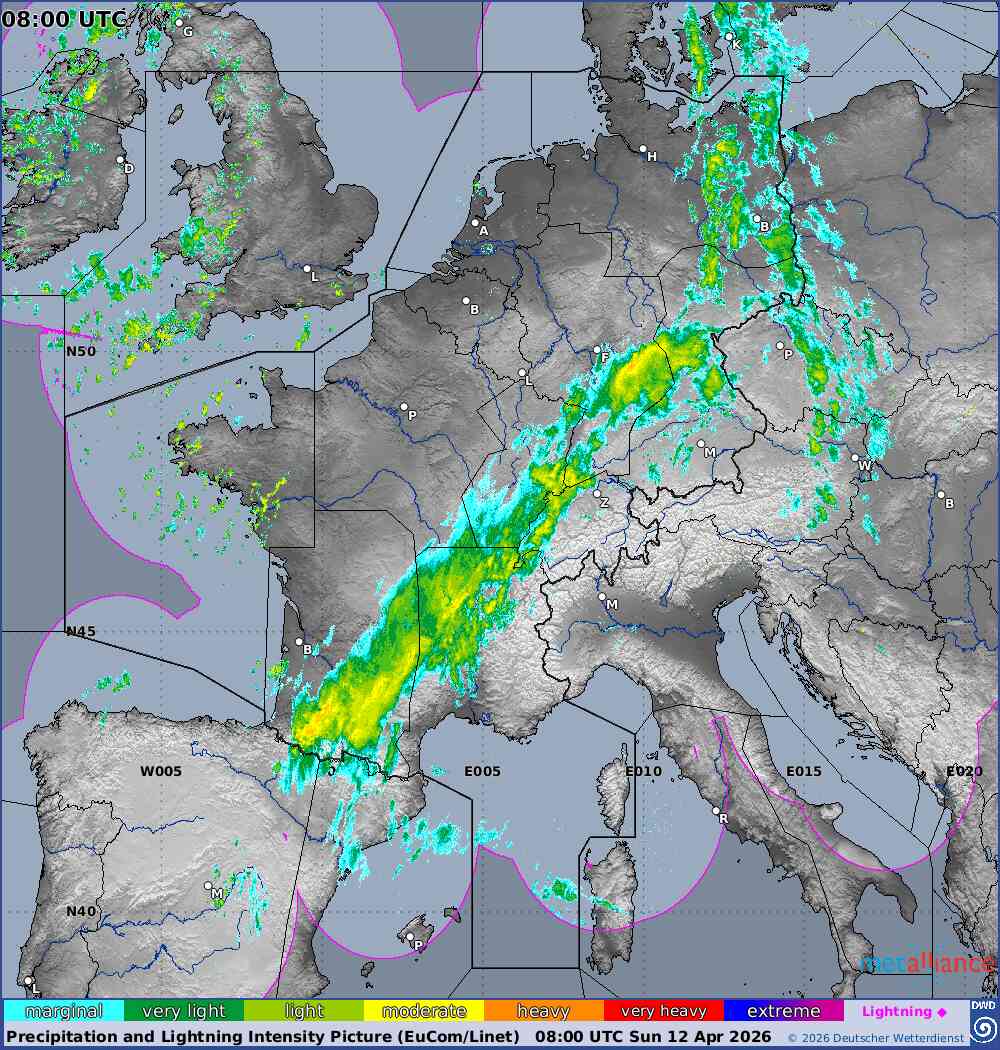 08:00 UTC
G
K
D
H
A
B
L
B
N50
F
P
L
P
M
W
Z
B
M
N45
B
W005
0
E005
E010
E015
E020
R
M
N40
P
L
metalliance
marginal
very light
light
moderate
heavy
very heavy
extreme
Lightning ◆
DWD
Precipitation and Lightning Intensity Picture (EuCom/Linet) 08:00 UTC Sun 12 Apr 2026 © 2026 Deutscher Wetterdienst